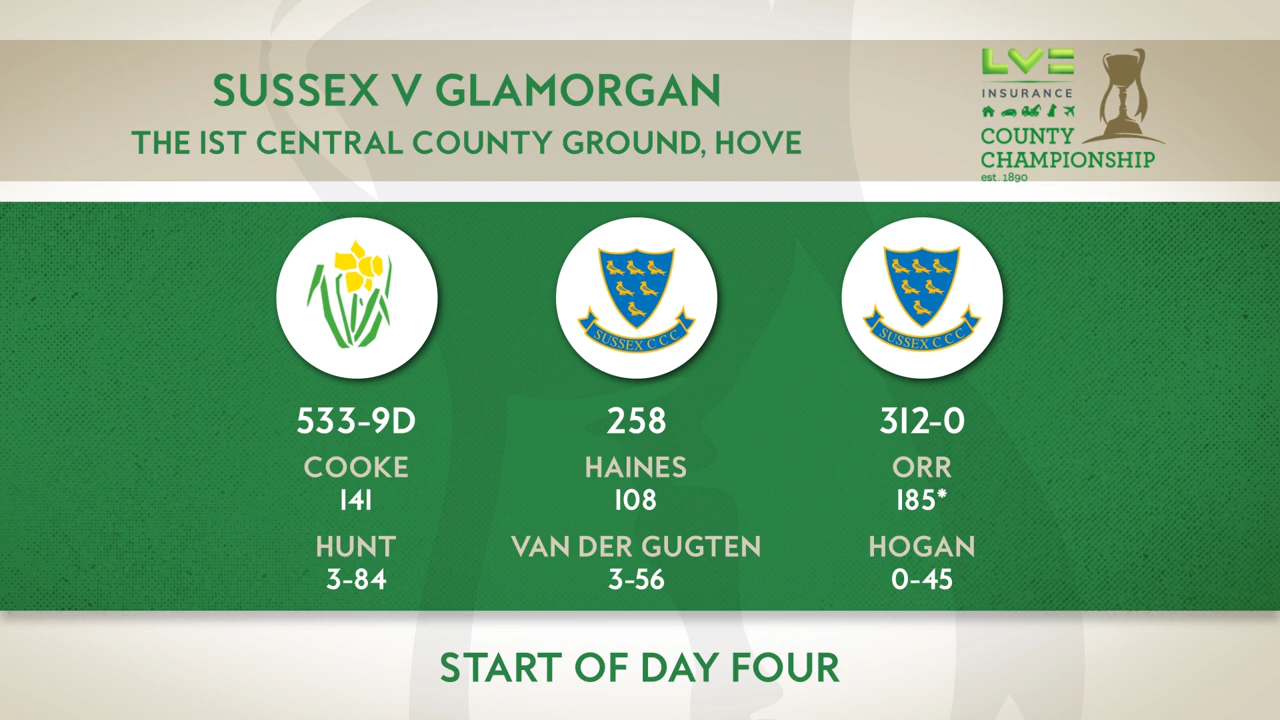 SUSSEX V GLAMORGAN
THE 1ST CENTRAL COUNTY GROUND, HOVE
LVE
INSURANCE
COUNTY
CHAMPIONSHIP
est. 1890
SUSSEX C C C
SUSSEX C C C
533-9D
258
312-0
COOKE
HAINES
ORR
141
108
185*
HUNT
VAN DER GUGTEN
HOGAN
3-84
3-56
0-45
START OF DAY FOUR